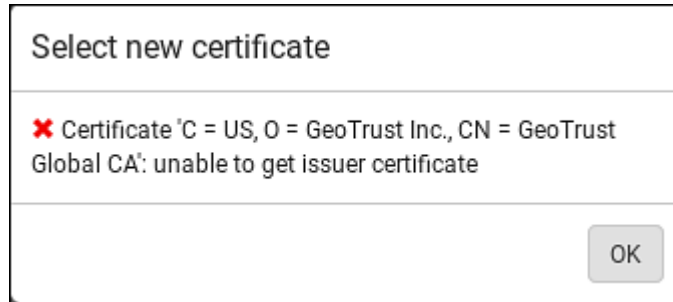 Select new certificate
✖ Certificate 'C = US, O = GeoTrust Inc., CN = GeoTrust
Global CA': unable to get issuer certificate
OK